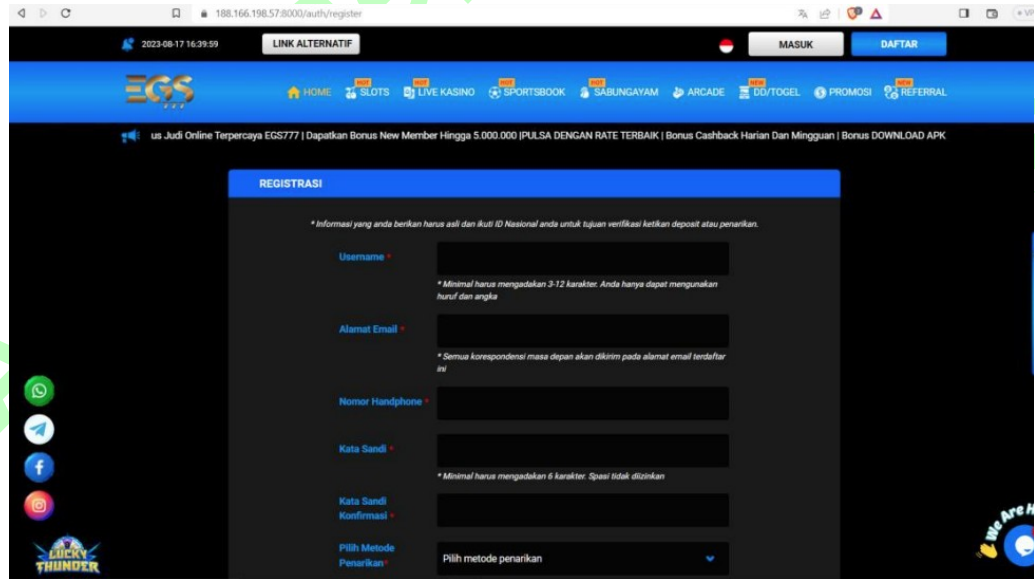 188.166.198.57:8000/auth/register
VP
2023-08-17 16:39:59
LINK ALTERNATIF
MASUK
DAFTAR
EGS
HOT HOT HOT HOT NEW NEW
HOME SLOTS LIVE KASINO SPORTSBOOK SABUNGAYAM ARCADE DD/TOGEL PROMOSI REFERRAL
us Judi Online Terpercaya EGS777 | Dapatkan Bonus New Member Hingga 5.000.000 |PULSA DENGAN RATE TERBAIK | Bonus Cashback Harian Dan Mingguan | Bonus DOWNLOAD APK
REGISTRASI
* Informasi yang anda berikan harus asli dan ikuti ID Nasional anda untuk tujuan verifikasi ketikan deposit atau penarikan.
Username *
* Minimal harus mengadakan 3-12 karakter. Anda hanya dapat mengunakan
huruf dan angka
Alamat Email *
* Semua korespondensi masa depan akan dikirim pada alamat email terdaftar
ini
Nomor Handphone *
Kata Sandi *
* Minimal harus mengadakan 6 karakter. Spasi tidak diizinkan
Kata Sandi
Konfirmasi *
Pilih Metode
Penarikan*
Pilih metode penarikan
We Are H
LUCKY
THUNDER